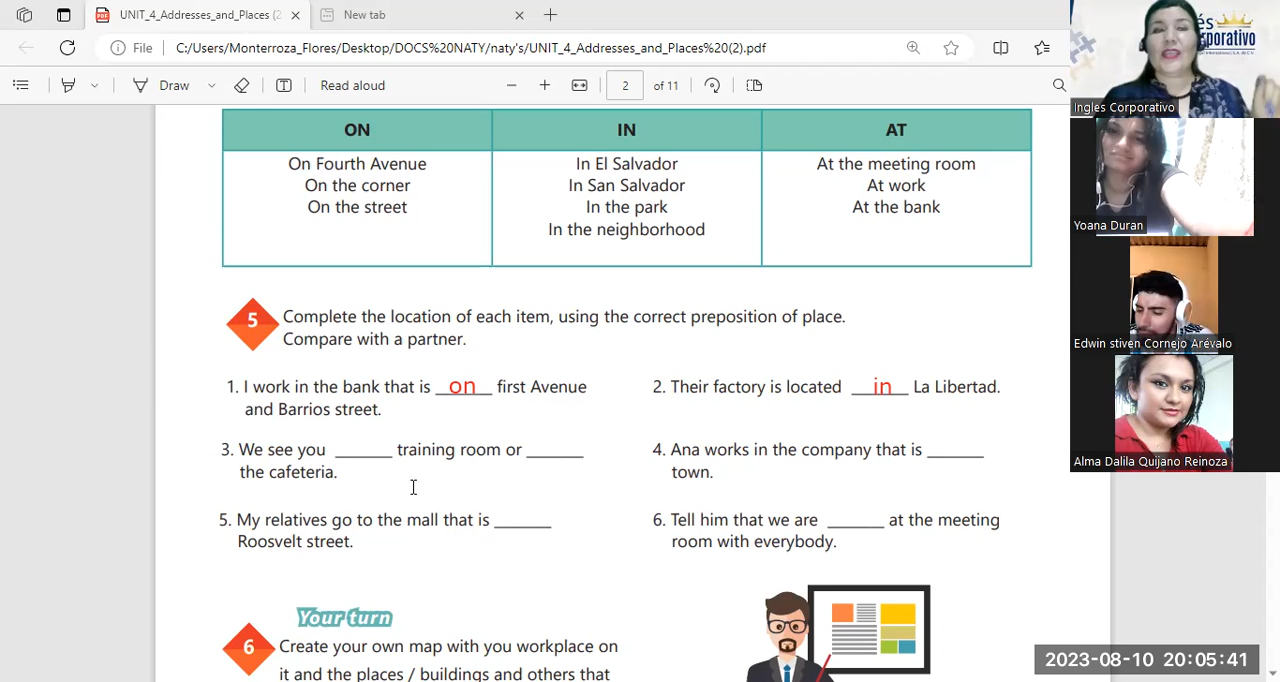 UNIT_4_Addresses_and_Places (2
New tab
File
C:/Users/Monterroza_Flores/Desktop/DOCS%20NATY/naty's/UNIT_4_Addresses_and_Places%20(2).pdf
Draw
Read aloud
2
of 11
ON
IN
AT
On Fourth Avenue
On the corner
On the street
In El Salvador
In San Salvador
In the park
In the neighborhood
At the meeting room
At work
At the bank
5
Complete the location of each item, using the correct preposition of place.
Compare with a partner.
1. I work in the bank that is __on__ first Avenue
and Barrios street.
2. Their factory is located __in__ La Libertad.
3. We see you ______ training room or ______
the cafeteria.
4. Ana works in the company that is ______
town.
5. My relatives go to the mall that is ______
Roosvelt street.
6. Tell him that we are ______ at the meeting
room with everybody.
Your turn
6
Create your own map with you workplace on
it and the places / buildings and others that
Ingles Corporativo
Yoana Duran
Edwin stiven Cornejo Arévalo
Alma Dalila Quijano Reinoza
2023-08-10 20:05:41